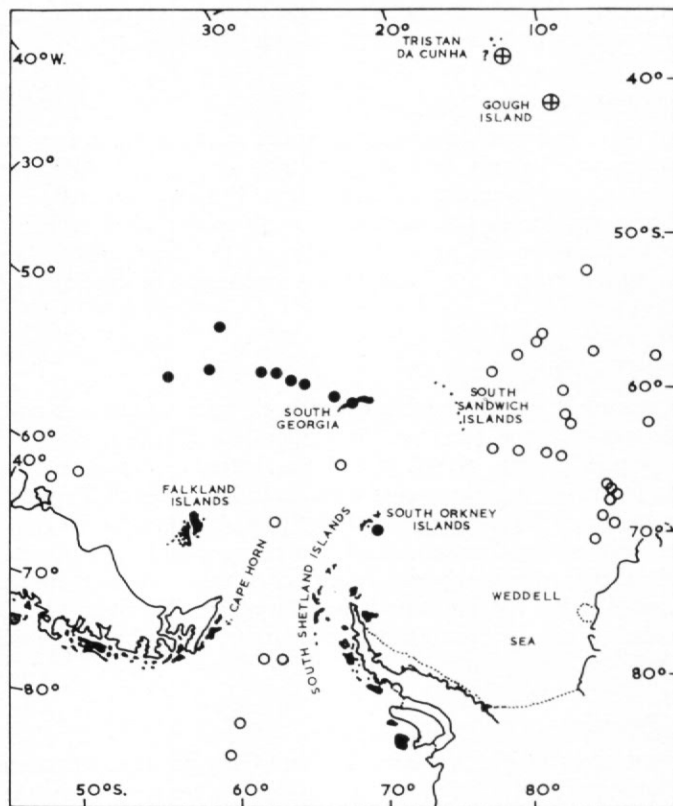 30°
20°
10°
40°W.
TRISTAN
DA CUNHA
?
40°
GOUGH
ISLAND
30°
50°S.
50°
60°
SOUTH
SANDWICH
ISLANDS
SOUTH
GEORGIA
60°
40°
FALKLAND
ISLANDS
SOUTH ORKNEY
ISLANDS
70°
CAPE HORN
SOUTH SHETLAND ISLANDS
70°
WEDDELL
SEA
80°
80°
50°S.
60°
70°
80°